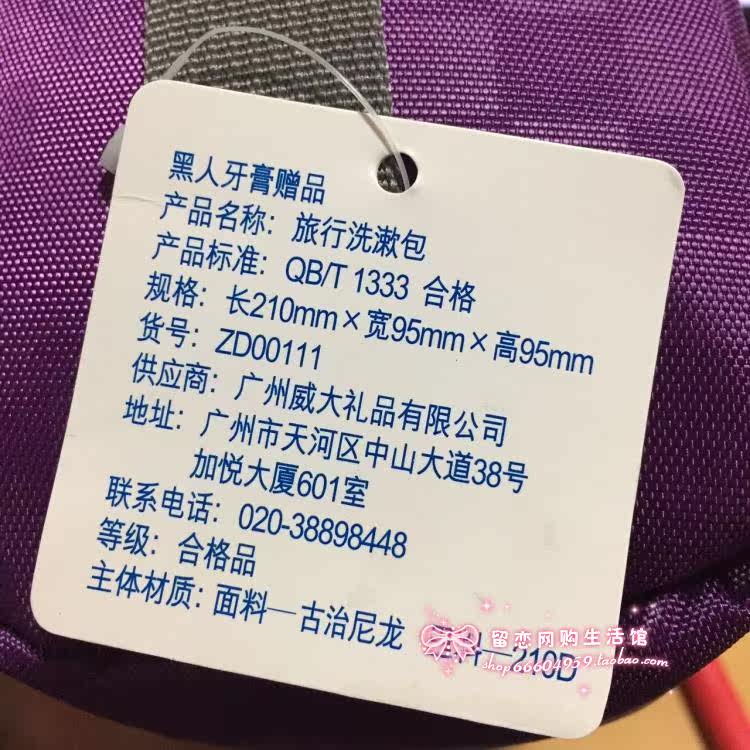 黑人牙膏赠品
产品名称：旅行洗漱包
产品标准：QB/T 1333 合格
规格：长210mm×宽95mm×高95mm
货号：ZD00111
供应商：广州威大礼品有限公司
地址：广州市天河区中山大道38号
加悦大厦601室
联系电话：020-38898448
等级：合格品
主体材质：面料—古治尼龙 —210D
留恋网购生活馆
shop66604959.taobao.com